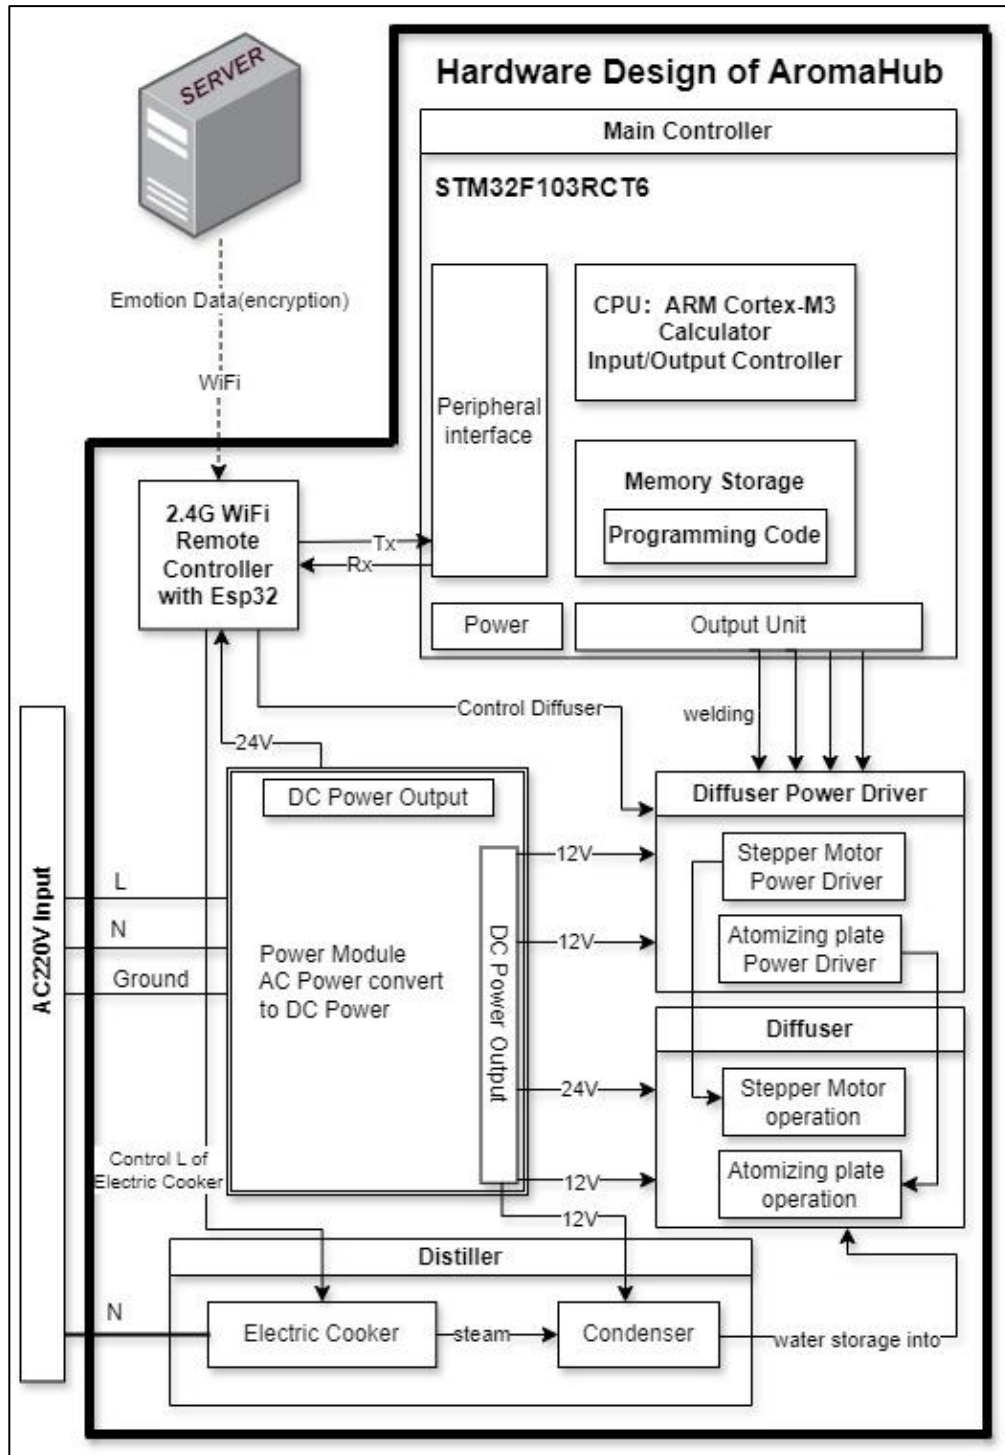 SERVER
Hardware Design of AromaHub
Main Controller
STM32F103RCT6
Emotion Data(encryption)
WiFi
CPU: ARM Cortex-M3
Calculator
Input/Output Controller
Peripheral
interface
Memory Storage
Programming Code
2.4G WiFi
Remote
Controller
with Esp32
Tx
Rx
Power
Output Unit
Control Diffuser
welding
24V
DC Power Output
Diffuser Power Driver
12V
Stepper Motor
Power Driver
L
N
Ground
AC220V Input
12V
Atomizing plate
Power Driver
Power Module
AC Power convert
to DC Power
DC Power Output
Diffuser
24V
Stepper Motor
operation
Control L of
Electric Cooker
12V
Atomizing plate
operation
12V
Distiller
N
Electric Cooker
steam
Condenser
water storage into